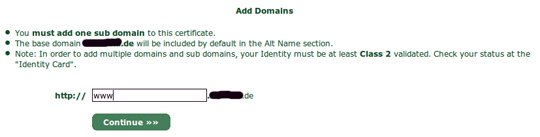 Add Domains
You must add one sub domain to this certificate.
The base domain .de will be included by default in the Alt Name section.
Note: In order to add multiple domains and sub domains, your Identity must be at least Class 2 validated. Check your status at the
"Identity Card".
http:// www . .de
Continue »»